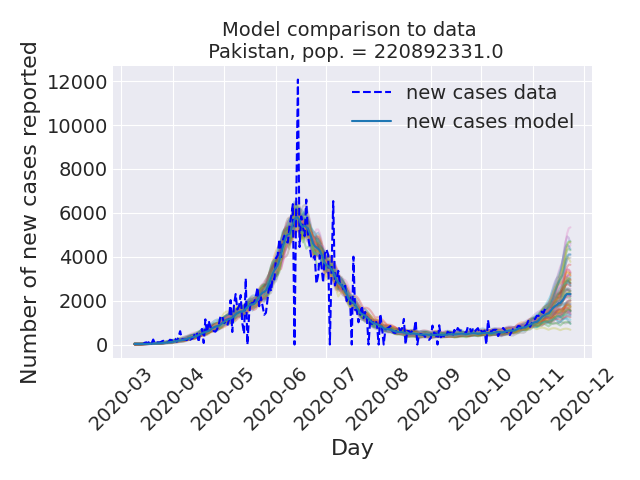 Model comparison to data
Pakistan, pop. = 220892331.0
Number of new cases reported
12000
10000
8000
6000
4000
2000
0
new cases data
new cases model
2020-03
2020-04
2020-05
2020-06
2020-07
2020-08
2020-09
2020-10
2020-11
2020-12
Day